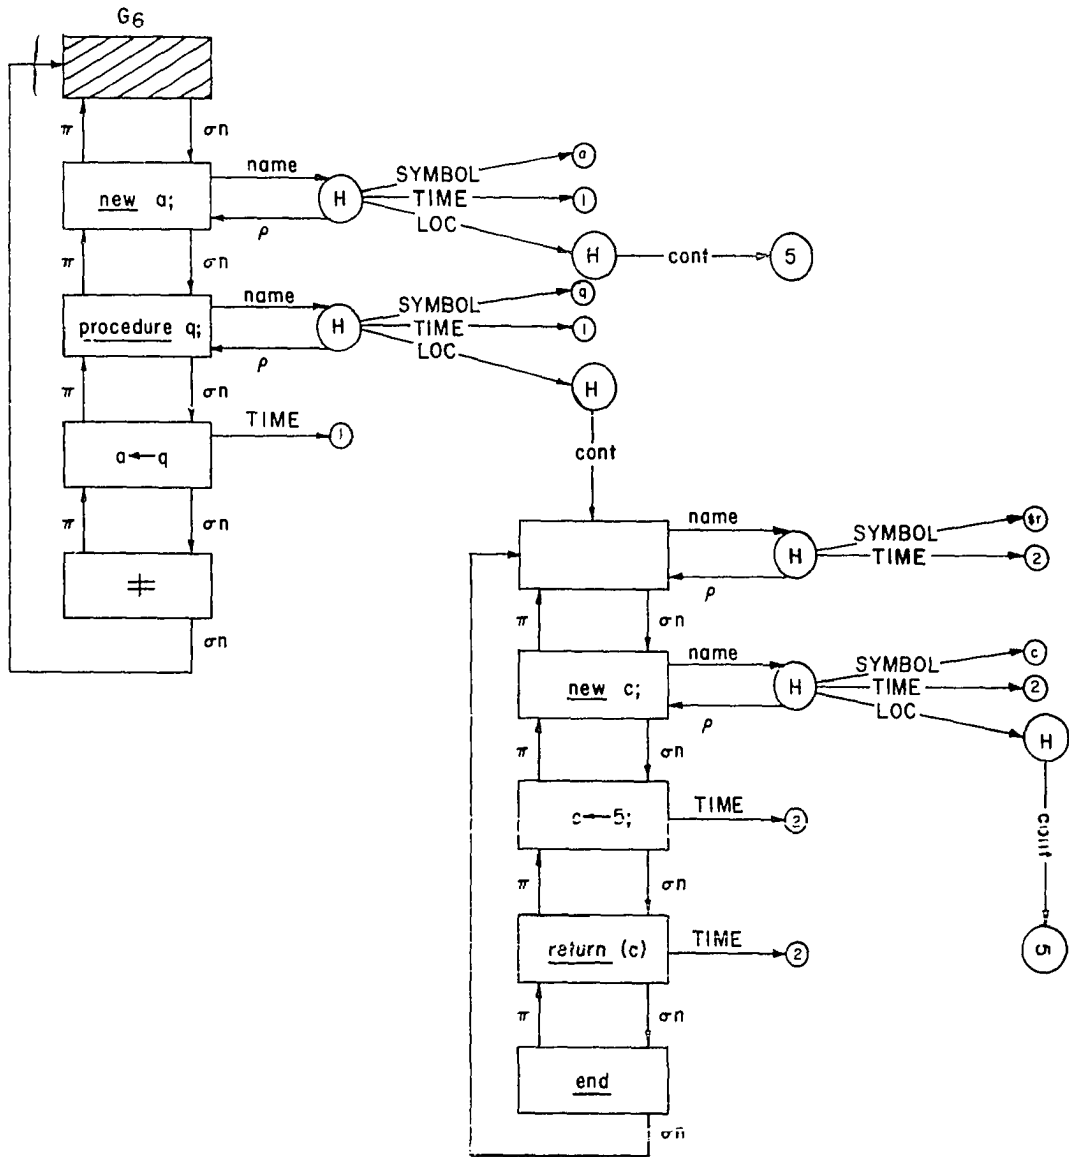 G6
π σn
name SYMBOL a
new a; H TIME 1
ρ LOC
H cont 5
π σn
name SYMBOL q
procedure q; H TIME 1
ρ LOC
H
π σn
TIME 1
a←q
cont
π σn
name SYMBOL $r
H TIME 2
ρ
σn
π σn
name SYMBOL c
new c; H TIME 2
ρ LOC
H
π σn
c←5; TIME 2
cont
π σn
return (c) TIME 2
5
π σn
end
σn